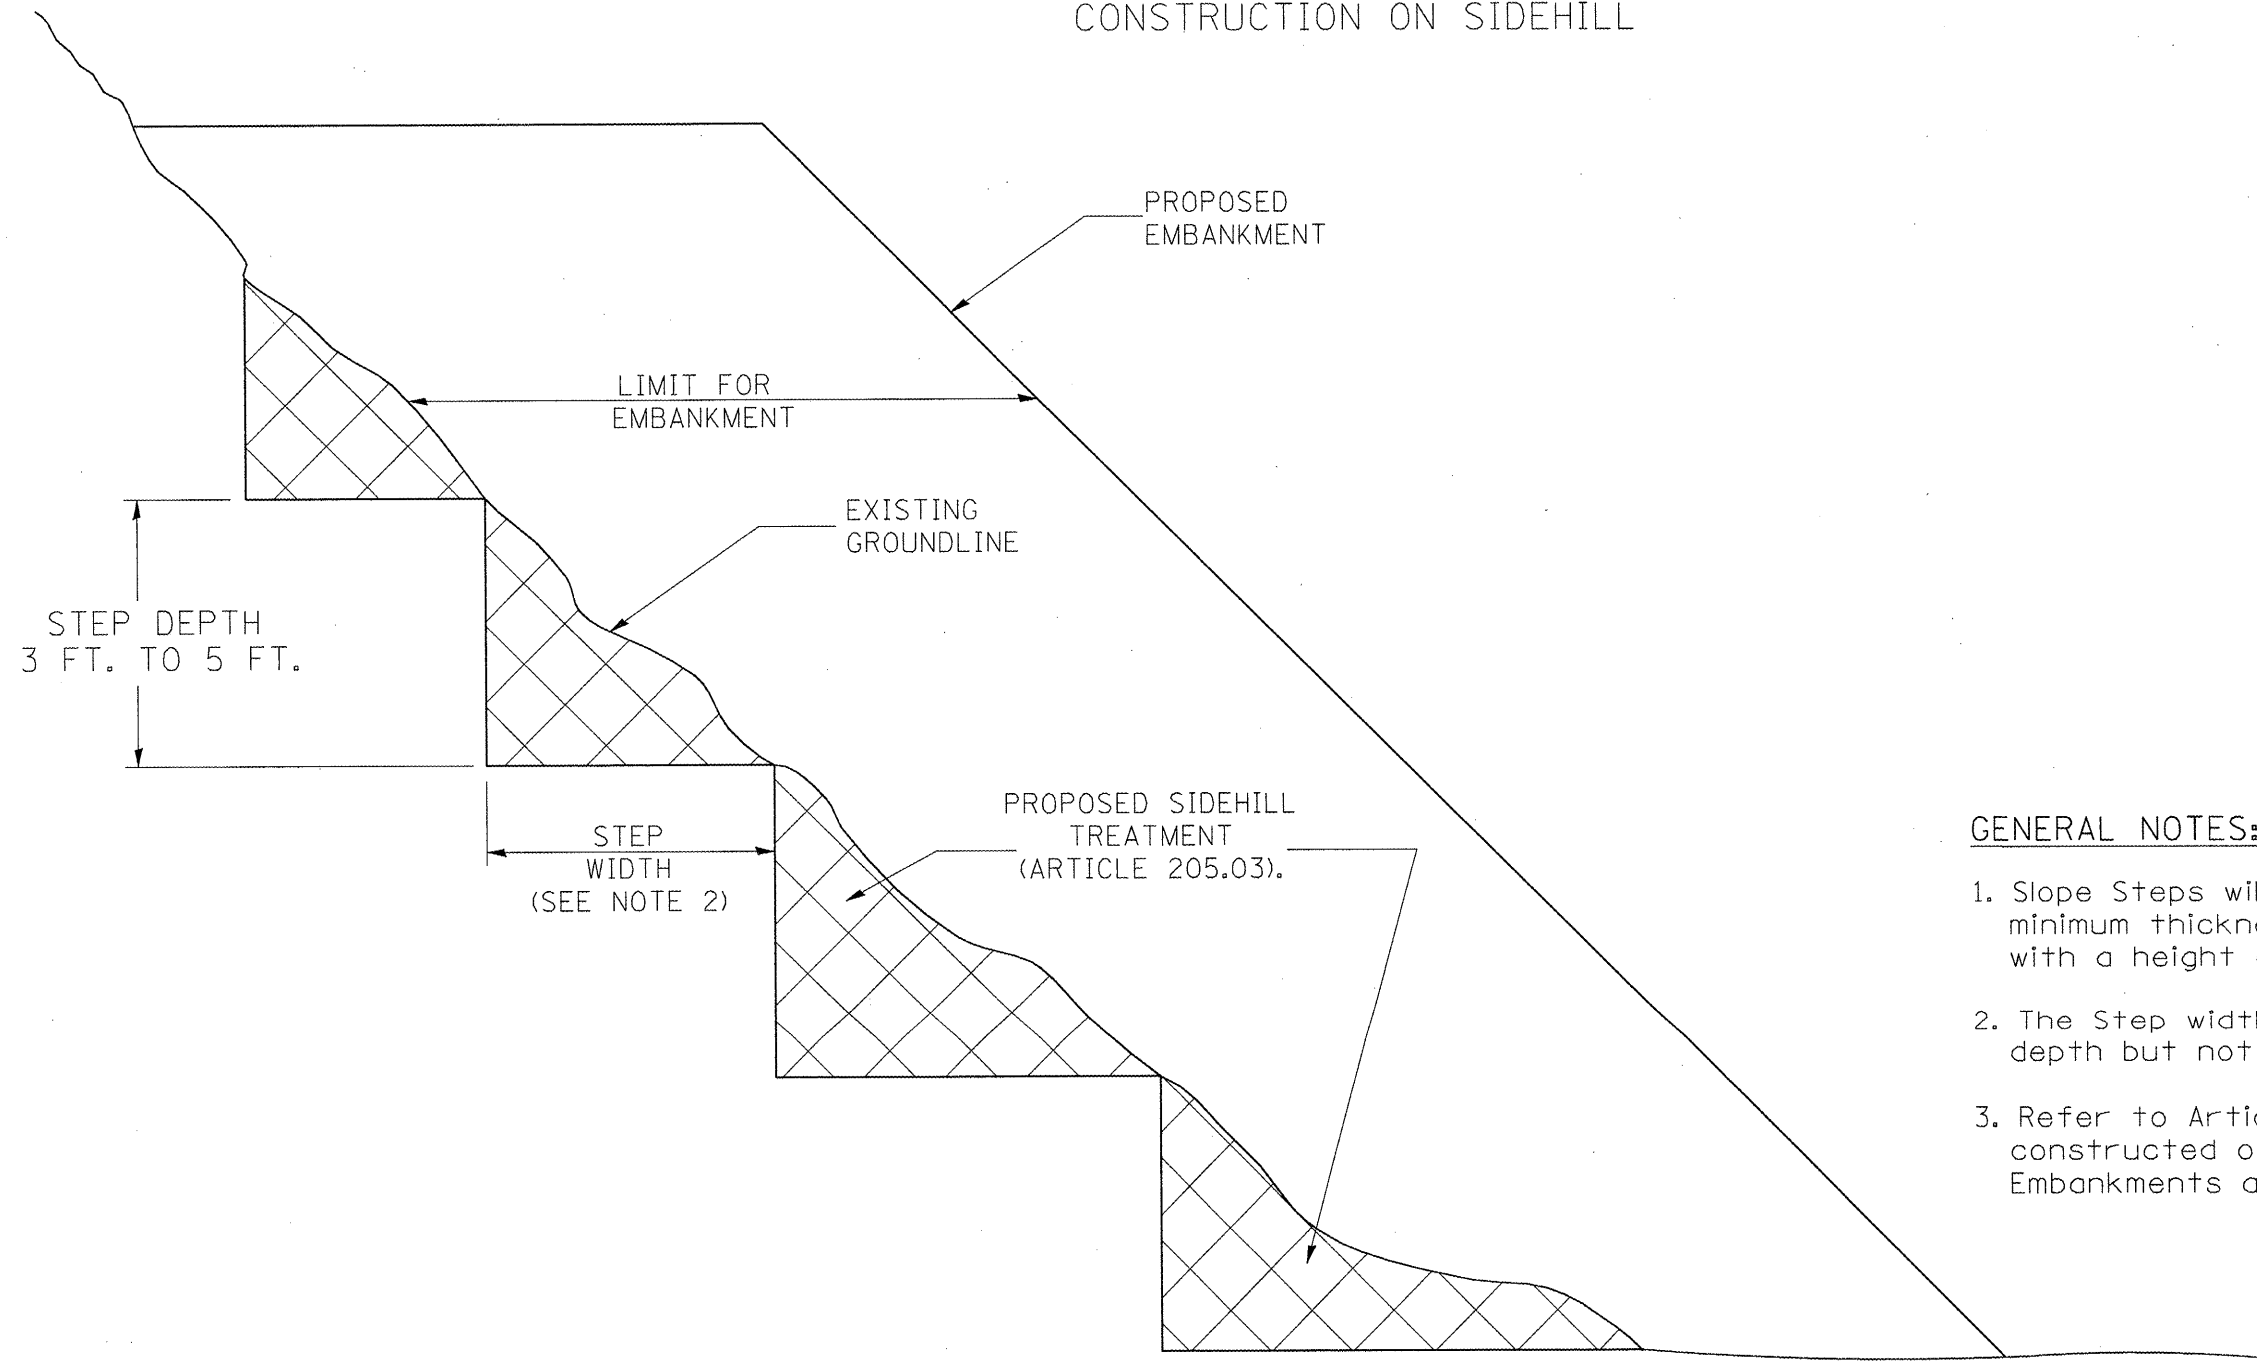 CONSTRUCTION ON SIDEHILL
PROPOSED
EMBANKMENT
LIMIT FOR
EMBANKMENT
EXISTING
GROUNDLINE
STEP DEPTH
3 FT. TO 5 FT.
STEP
WIDTH
(SEE NOTE 2)
PROPOSED SIDEHILL
TREATMENT
(ARTICLE 205.03).
GENERAL NOTES:
1. Slope Steps
minimum
with a height
2. The Step
depth but not
3. Refer to
constructed
Embankments